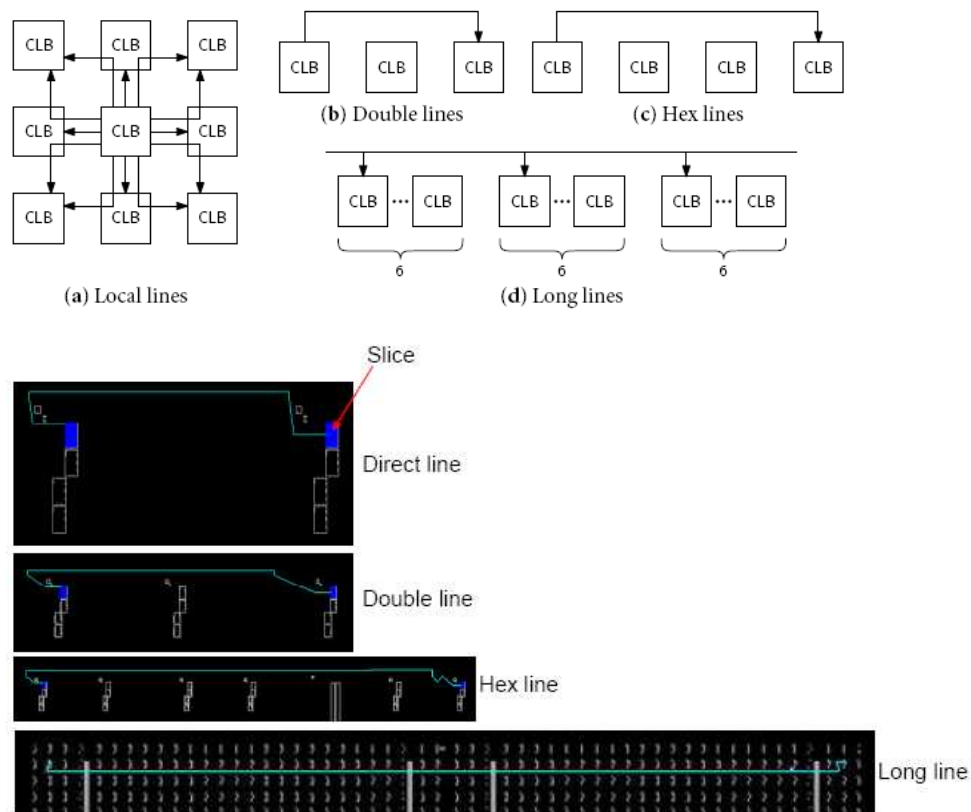 CLB CLB CLB
CLB CLB CLB
CLB CLB CLB
(a) Local lines
CLB CLB CLB
(b) Double lines
CLB CLB CLB CLB
(c) Hex lines
CLB ... CLB CLB ... CLB CLB ... CLB
6 6 6
(d) Long lines
Slice
Direct line
Double line
Hex line
Long line